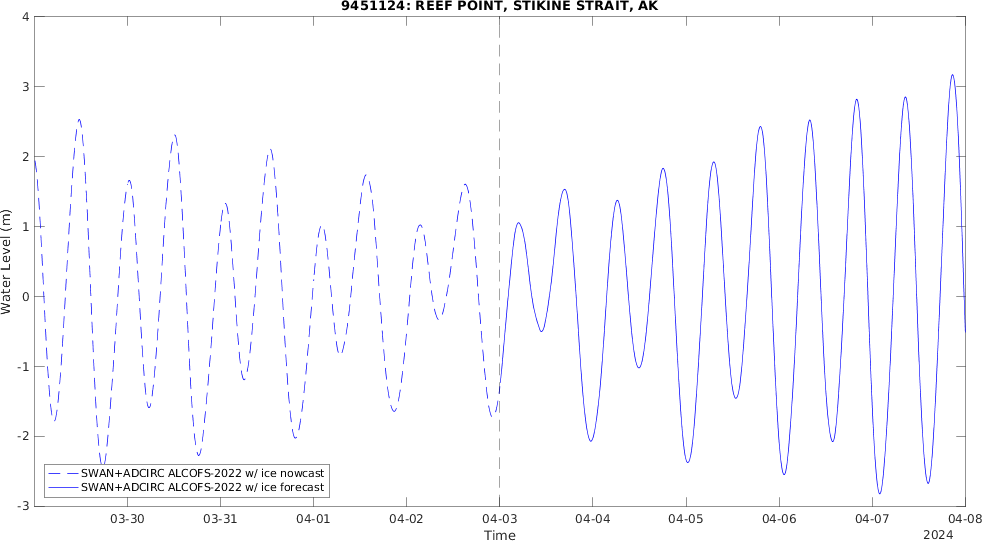 9451124: REEF POINT, STIKINE STRAIT, AK
4
3
2
1
0
-1
-2
-3
Water Level (m)
SWAN+ADCIRC ALCOFS-2022 w/ ice nowcast
SWAN+ADCIRC ALCOFS-2022 w/ ice forecast
03-30 03-31 04-01 04-02 04-03 04-04 04-05 04-06 04-07 04-08
Time
2024